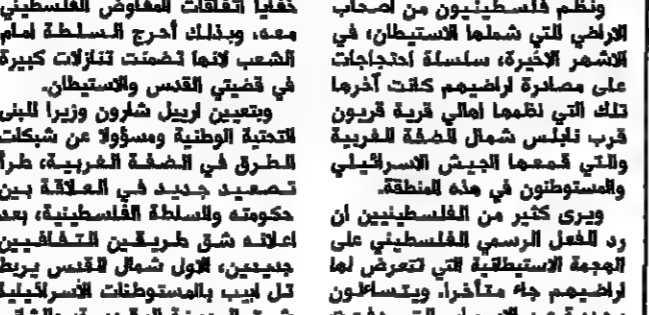 ونظم فلسطينيون من اصحاب
الاراضي التي شملها الاستيطان، في
الاشهر الاخيرة، سلسلة احتجاجات
على مصادرة اراضيهم كانت آخرها
تلك التي نظمها اهالي قرية قريون
قرب نابلس شمال الضفة الغربية
والتي قمعها الجيش الاسرائيلي
والمستوطنون في هذه المنطقة.
ويرى كثير من الفلسطينيين ان
رد الفعل الرسمي الفلسطيني على
الهجمة الاستيطانية التي تتعرض لها
اراضيهم جاء متأخرا. ويتساءلون
خفايا اتفاقات المفاوض الفلسطيني
معه، وبذلك أحرج السلطة امام
الشعب لانها تضمنت تنازلات كبيرة
في قضيتي القدس والاستيطان.
وبتعيين ارييل شارون وزيرا للبنى
التحتية الوطنية ومسؤولا عن شبكات
الطرق في الضفة الغربية، طرأ
تصعيد جديد في العلاقة بين
حكومته والسلطة الفلسطينية، بعد
اعلانه شق طريقين التفافيين
جديدين، الاول شمال القدس يربط
تل ابيب بالمستوطنات الاسرائيلية